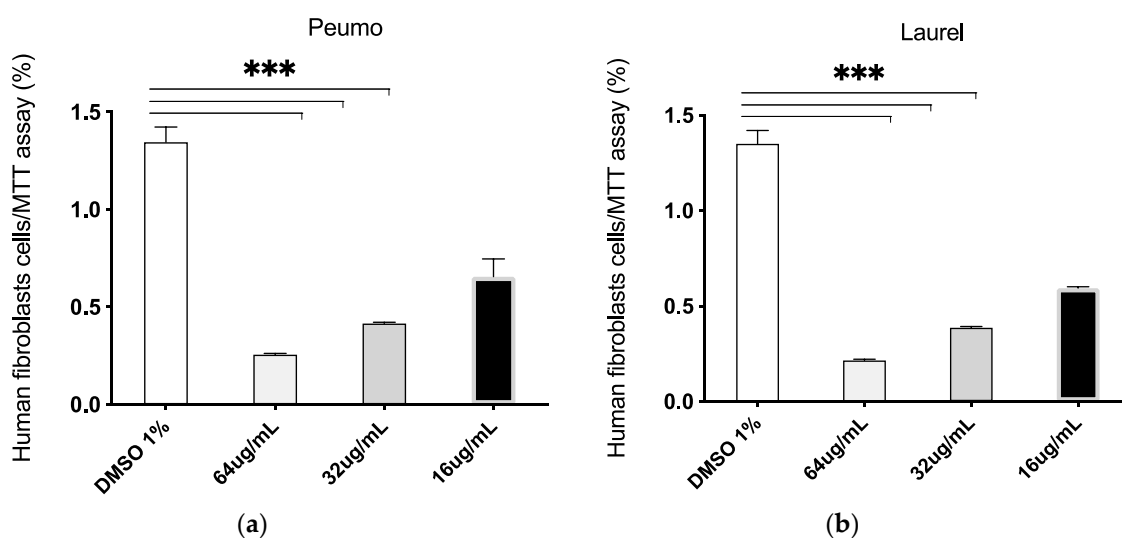 Peumo
***
Human fibroblasts cells/MTT assay (%)
1.5
1.0
0.5
0.0
DMSO 1%
64ug/mL
32ug/mL
16ug/mL
(a)
Laurel
***
Human fibroblasts cells/MTT assay (%)
1.5
1.0
0.5
0.0
DMSO 1%
64ug/mL
32ug/mL
16ug/mL
(b)